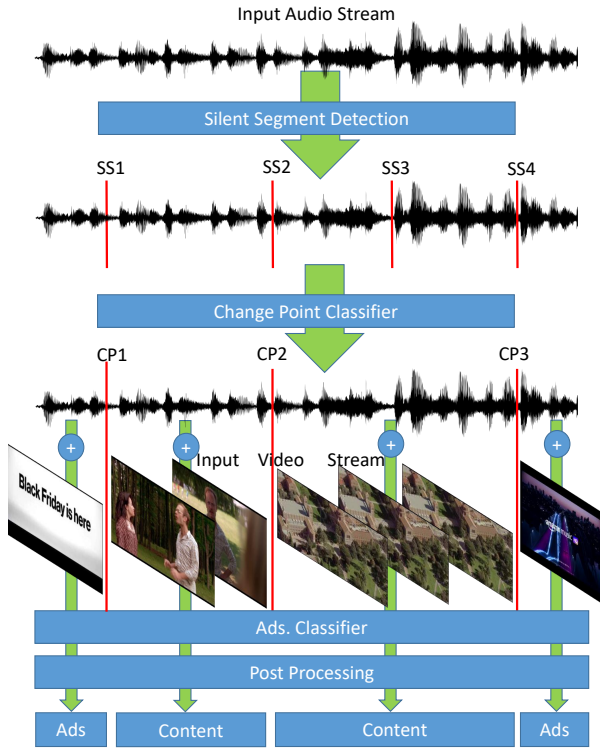 Input Audio Stream
Silent Segment Detection
SS1 SS2 SS3 SS4
Change Point Classifier
CP1 CP2 CP3
+ + + +
Input Video Stream
Black Friday is here
Ads. Classifier
Post Processing
Ads Content Content Ads